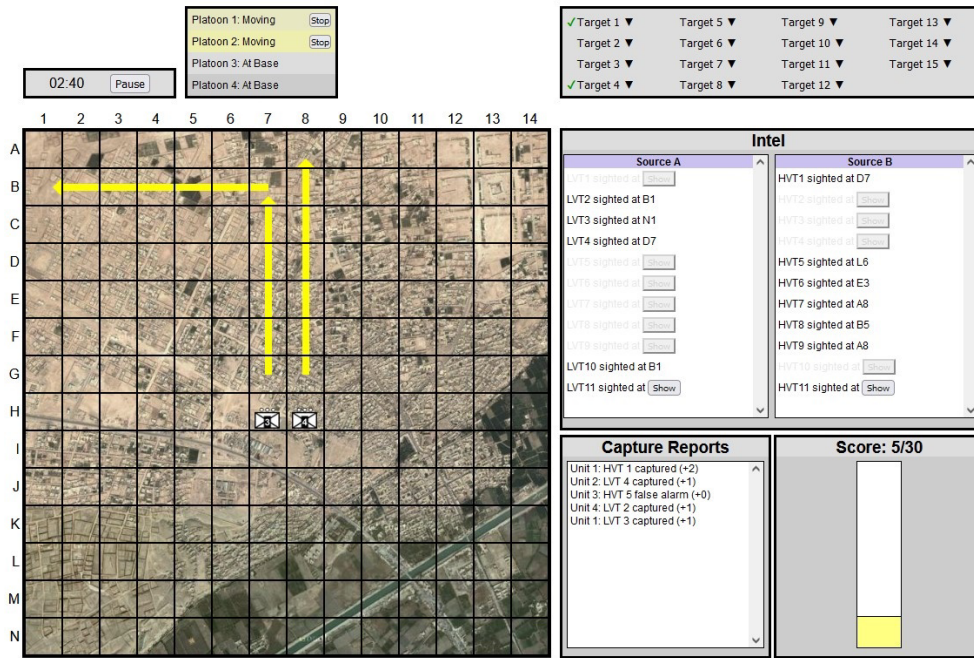 Platoon 1: Moving Stop
Platoon 2: Moving Stop
Platoon 3: At Base
Platoon 4: At Base
02:40 Pause
✓Target 1 ▼ Target 5 ▼ Target 9 ▼ Target 13 ▼
Target 2 ▼ Target 6 ▼ Target 10 ▼ Target 14 ▼
Target 3 ▼ Target 7 ▼ Target 11 ▼ Target 15 ▼
✓Target 4 ▼ Target 8 ▼ Target 12 ▼
1 2 3 4 5 6 7 8 9 10 11 12 13 14
A
B
C
D
E
F
G
H
I
J
K
L
M
N
3 4
Intel
Source A
LVT1 sighted at Show
LVT2 sighted at B1
LVT3 sighted at N1
LVT4 sighted at D7
LVT5 sighted at Show
LVT6 sighted at Show
LVT7 sighted at Show
LVT8 sighted at Show
LVT9 sighted at Show
LVT10 sighted at B1
LVT11 sighted at Show
Source B
HVT1 sighted at D7
HVT2 sighted at Show
HVT3 sighted at Show
HVT4 sighted at Show
HVT5 sighted at L6
HVT6 sighted at E3
HVT7 sighted at A8
HVT8 sighted at B5
HVT9 sighted at A8
HVT10 sighted at Show
HVT11 sighted at Show
Capture Reports
Unit 1: HVT 1 captured (+2)
Unit 2: LVT 4 captured (+1)
Unit 3: HVT 5 false alarm (+0)
Unit 4: LVT 2 captured (+1)
Unit 1: LVT 3 captured (+1)
Score: 5/30